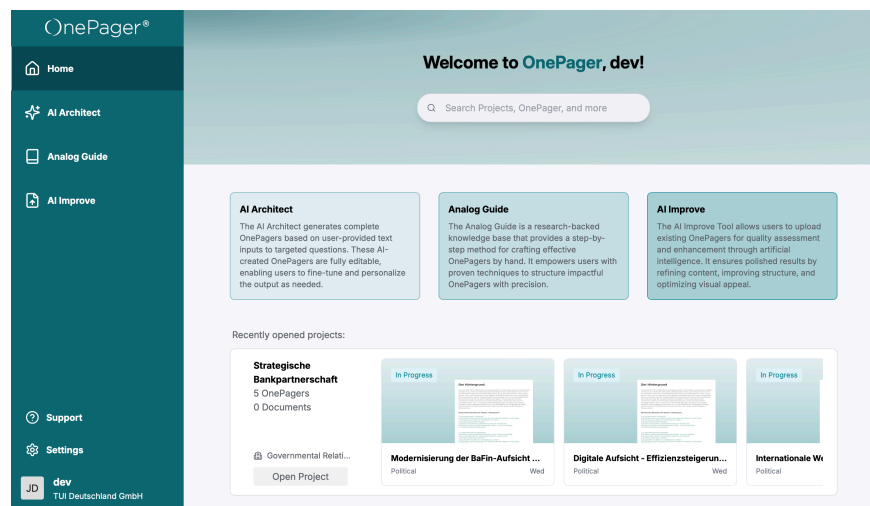 OnePager®
Home
AI Architect
Analog Guide
AI Improve
Support
Settings
JD
dev
TUI Deutschland GmbH
Welcome to OnePager, dev!
Search Projects, OnePager, and more
AI Architect
The AI Architect generates complete
OnePagers based on user-provided text
inputs to targeted questions. These AI-
created OnePagers are fully editable,
enabling users to fine-tune and personalize
the output as needed.
Analog Guide
The Analog Guide is a research-backed
knowledge base that provides a step-by-
step method for crafting effective
OnePagers by hand. It empowers users with
proven techniques to structure impactful
OnePagers with precision.
AI Improve
The AI Improve Tool allows users to upload
existing OnePagers for quality assessment
and enhancement through artificial
intelligence. It ensures polished results by
refining content, improving structure, and
optimizing visual appeal.
Recently opened projects:
Strategische
Bankpartnerschaft
5 OnePagers
0 Documents
Governmental Relati...
Open Project
In Progress
Modernisierung der BaFin-Aufsicht ...
Political Wed
In Progress
Digitale Aufsicht - Effizienzsteigerun...
Political Wed
In Progress
Internationale
Political